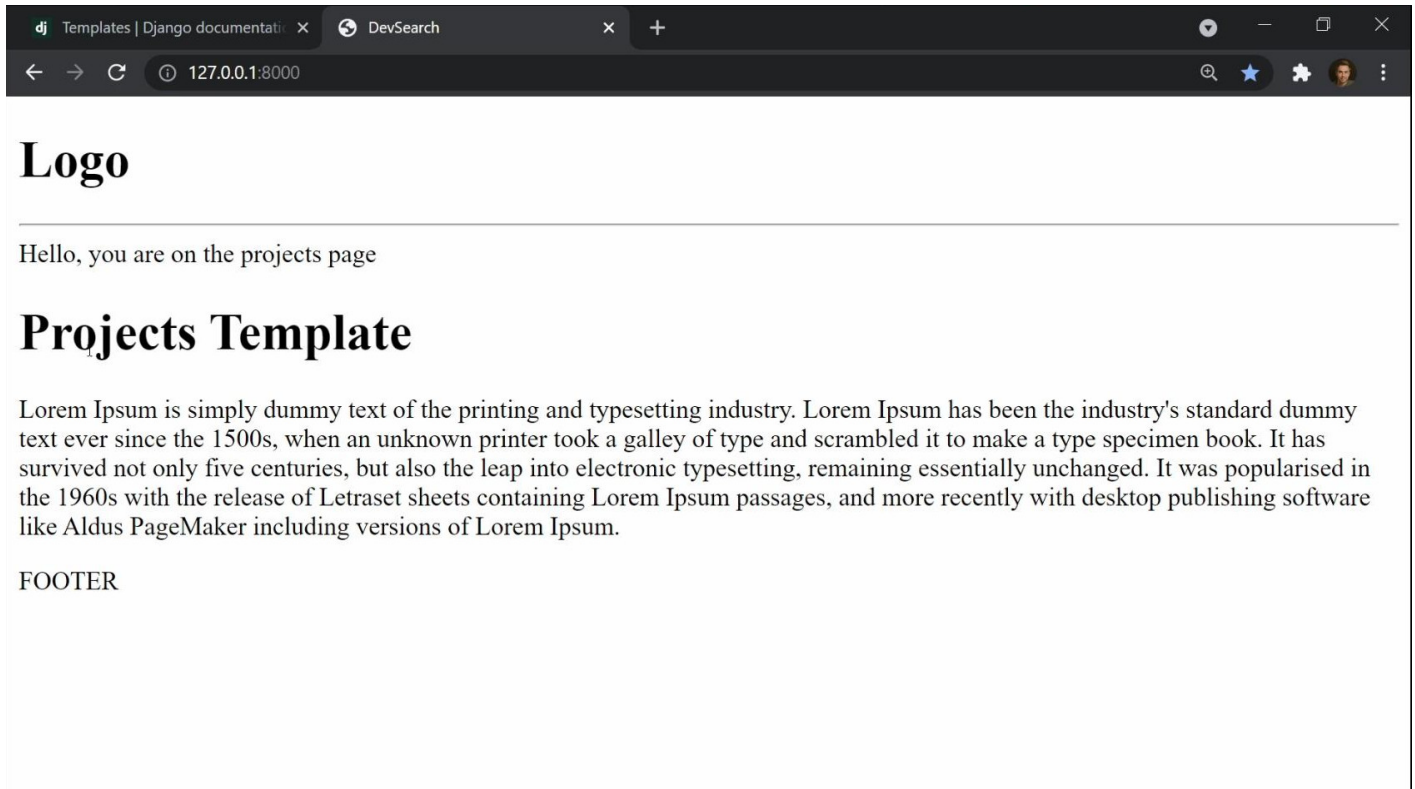 dj Templates | Django documentatic DevSearch
127.0.0.1:8000
Logo
Hello, you are on the projects page
Projects Template
Lorem Ipsum is simply dummy text of the printing and typesetting industry. Lorem Ipsum has been the industry's standard dummy
text ever since the 1500s, when an unknown printer took a galley of type and scrambled it to make a type specimen book. It has
survived not only five centuries, but also the leap into electronic typesetting, remaining essentially unchanged. It was popularised in
the 1960s with the release of Letraset sheets containing Lorem Ipsum passages, and more recently with desktop publishing software
like Aldus PageMaker including versions of Lorem Ipsum.
FOOTER